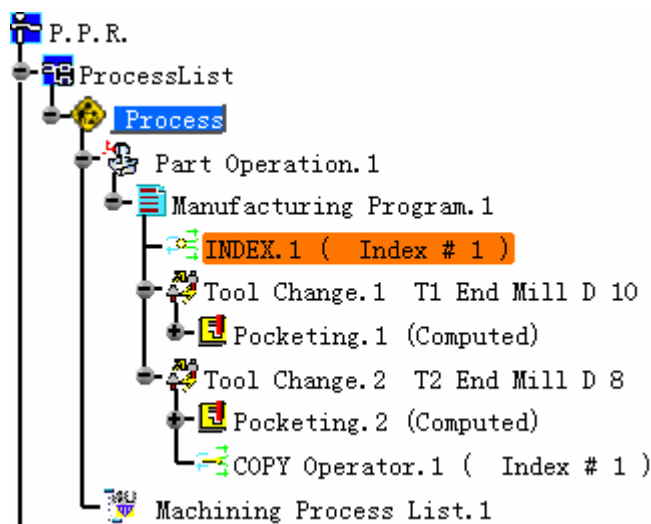 P.P.R.
ProcessList
Process
Part Operation.1
Manufacturing Program.1
INDEX.1 ( Index # 1 )
Tool Change.1 T1 End Mill D 10
Pocketing.1 (Computed)
Tool Change.2 T2 End Mill D 8
Pocketing.2 (Computed)
COPY Operator.1 ( Index # 1 )
Machining Process List.1